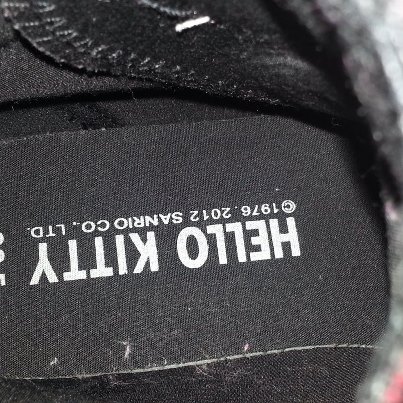 HELLO KITTY
©1976, 2012 SANRIO CO., LTD.